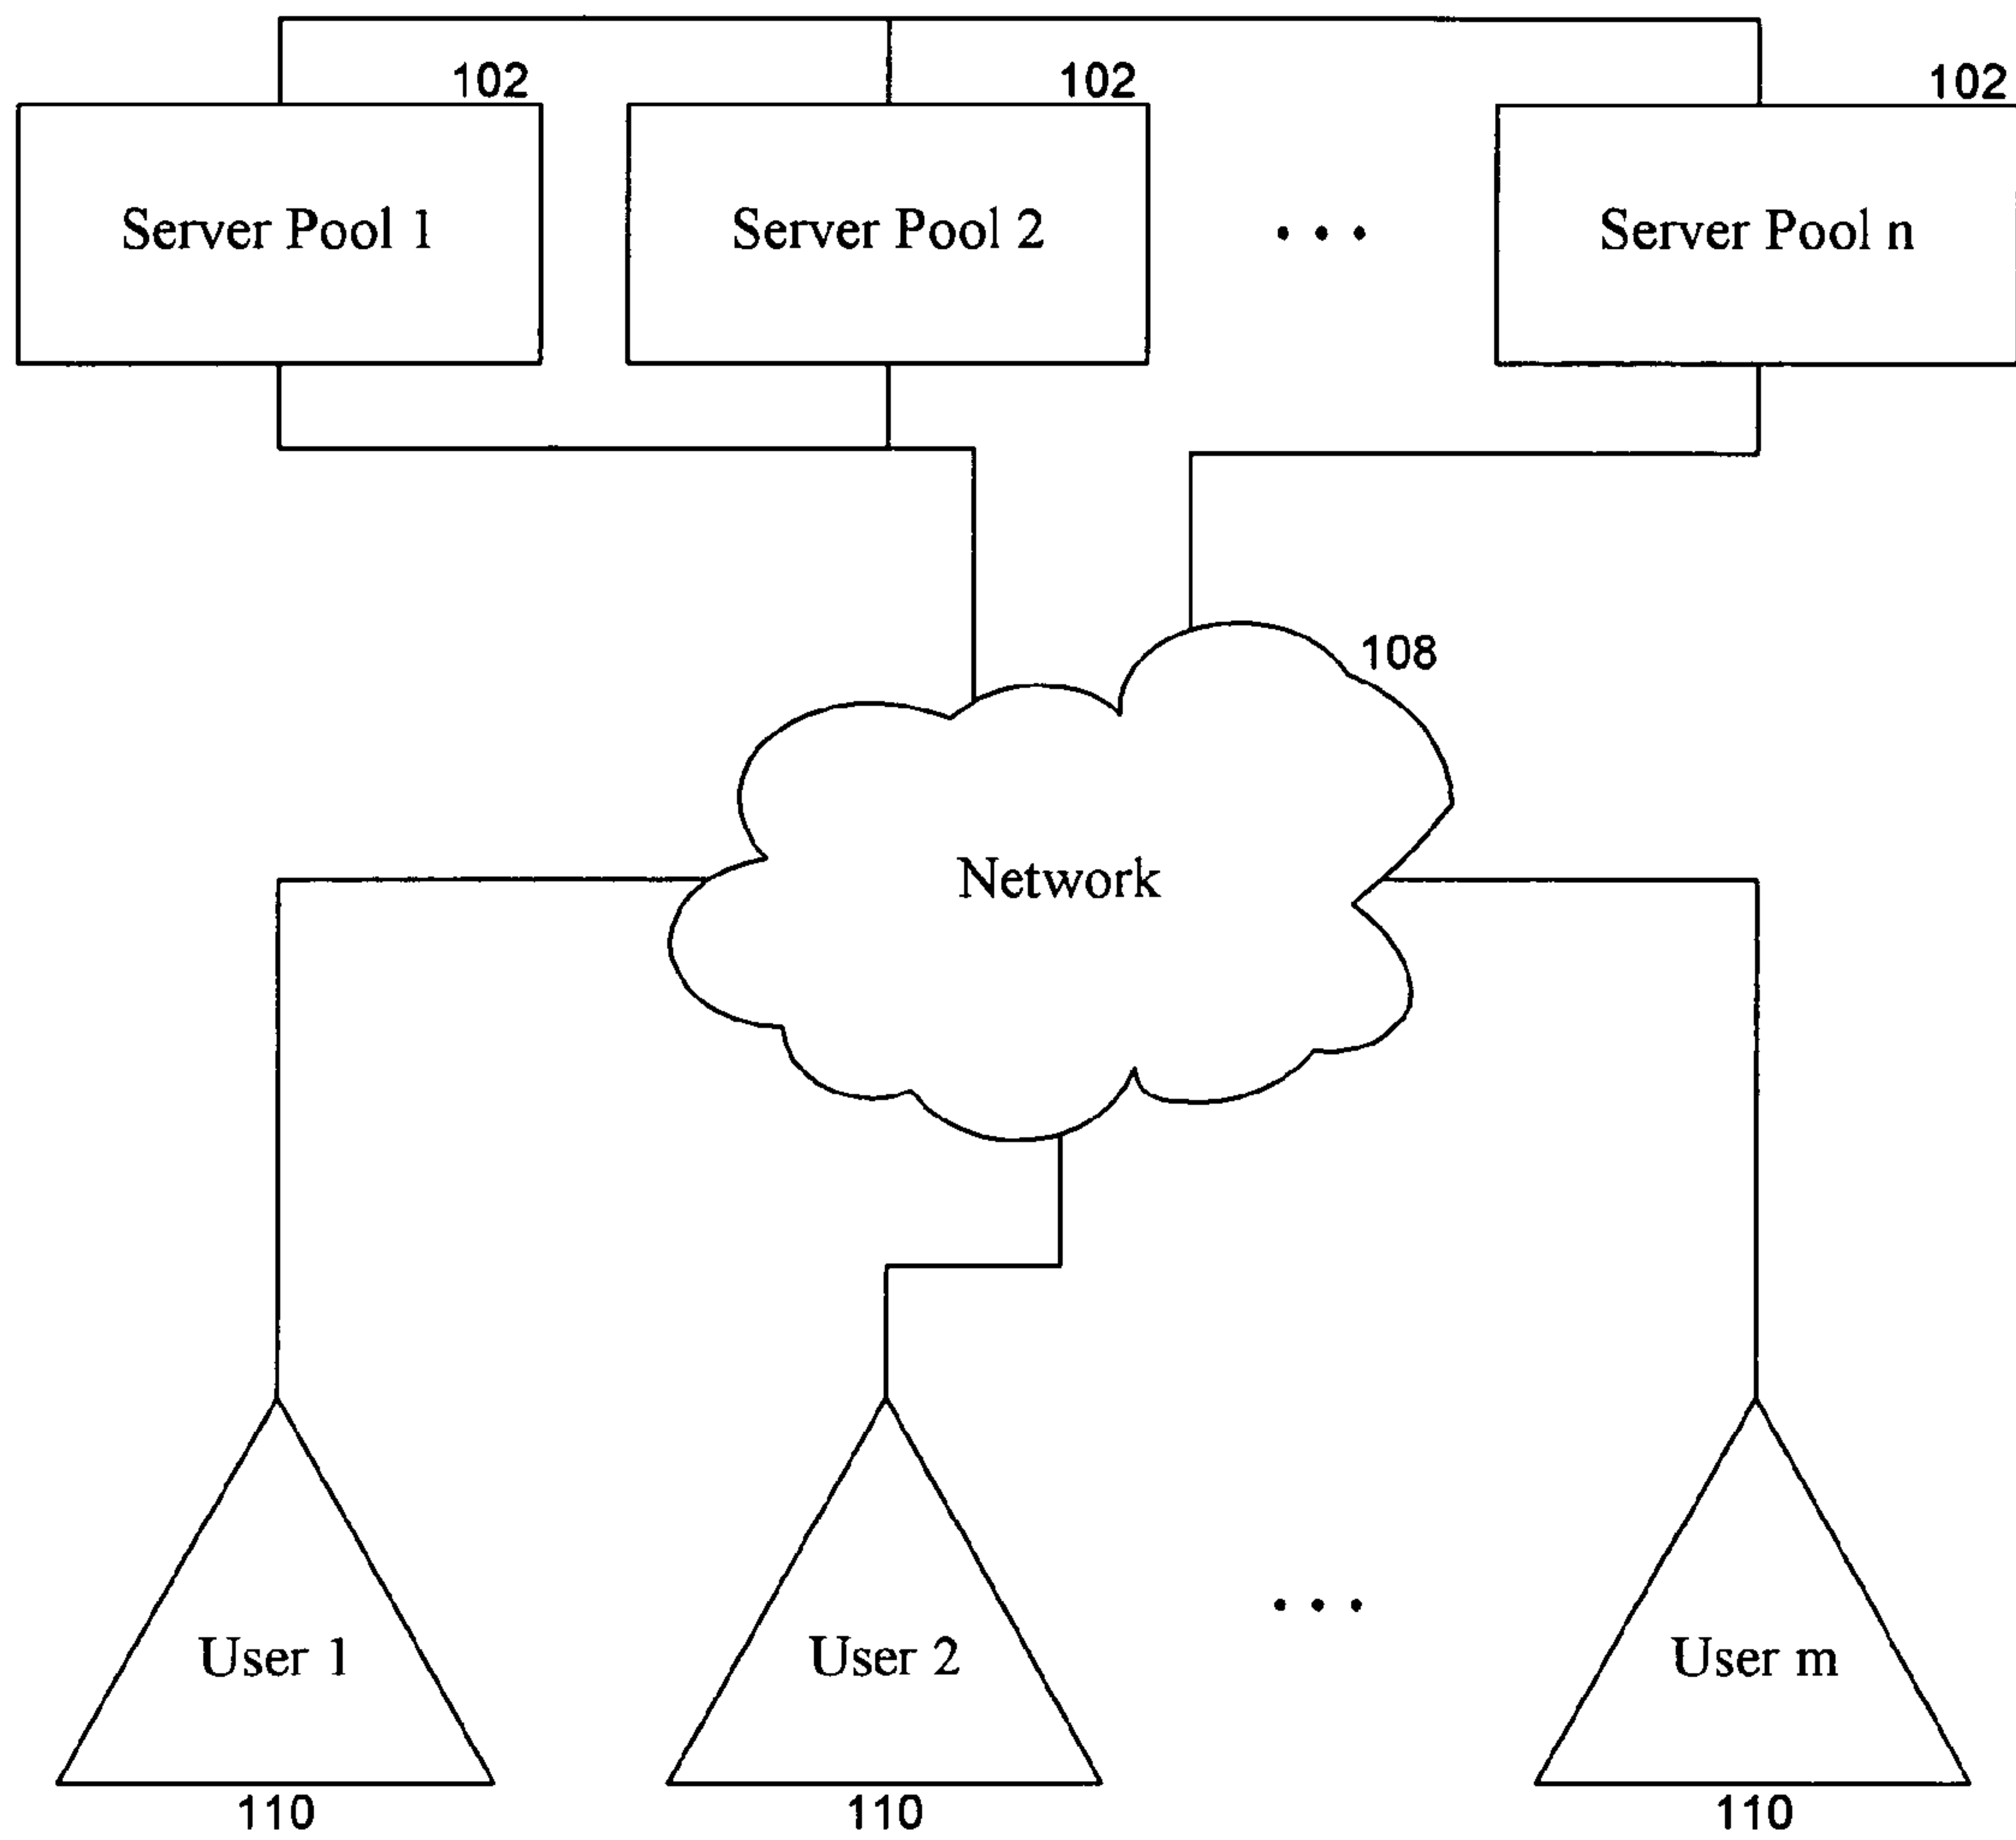 102
102
102
Server Pool 1
Server Pool 2
...
Server Pool n
108
Network
User 1
User 2
...
User m
110
110
110